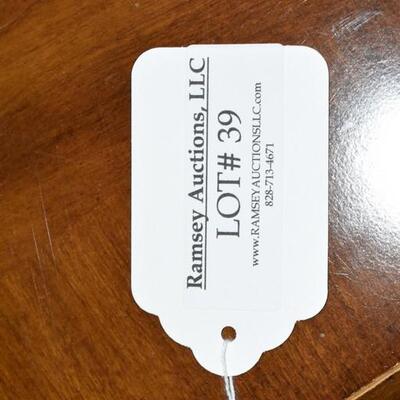 Ramsey Auctions, LLC
LOT# 39
www.RAMSEYAUCTIONSLLC.com
828-713-4671